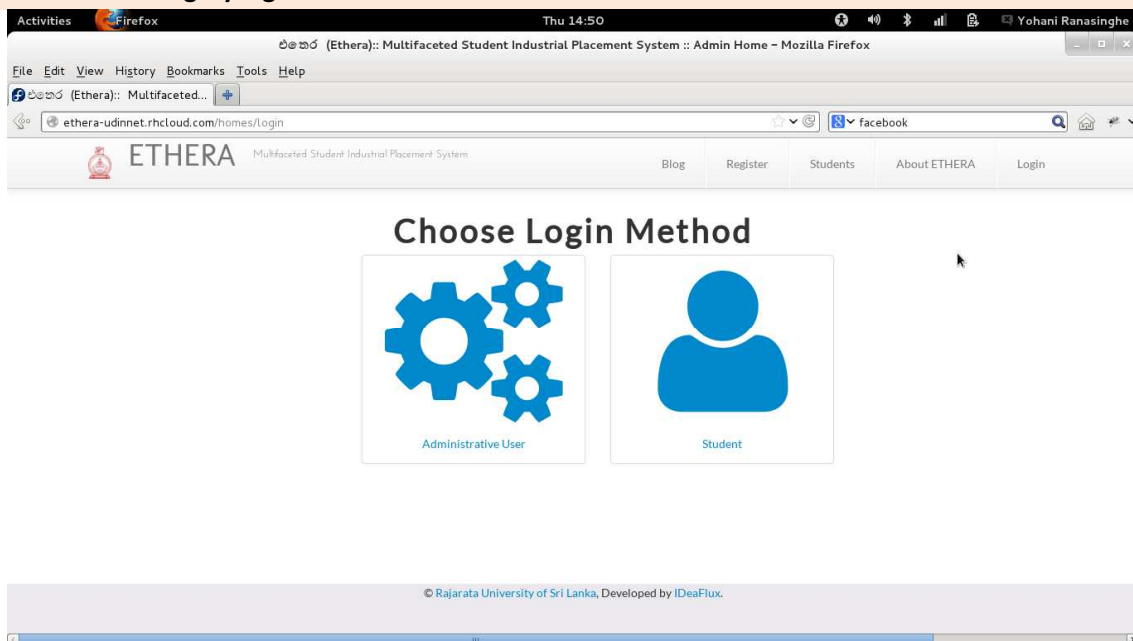 Activities Firefox Thu 14:50 Yohani Ranasinghe
එතෙර (Ethera):: Multifaceted Student Industrial Placement System :: Admin Home - Mozilla Firefox
File Edit View History Bookmarks Tools Help
එතෙර (Ethera):: Multifaceted...
ethera-udinnet.rhcloud.com/homes/login facebook
ETHERA Multifaceted Student Industrial Placement System Blog Register Students About ETHERA Login
Choose Login Method
Administrative User Student
© Rajarata University of Sri Lanka, Developed by IDeaFlux.